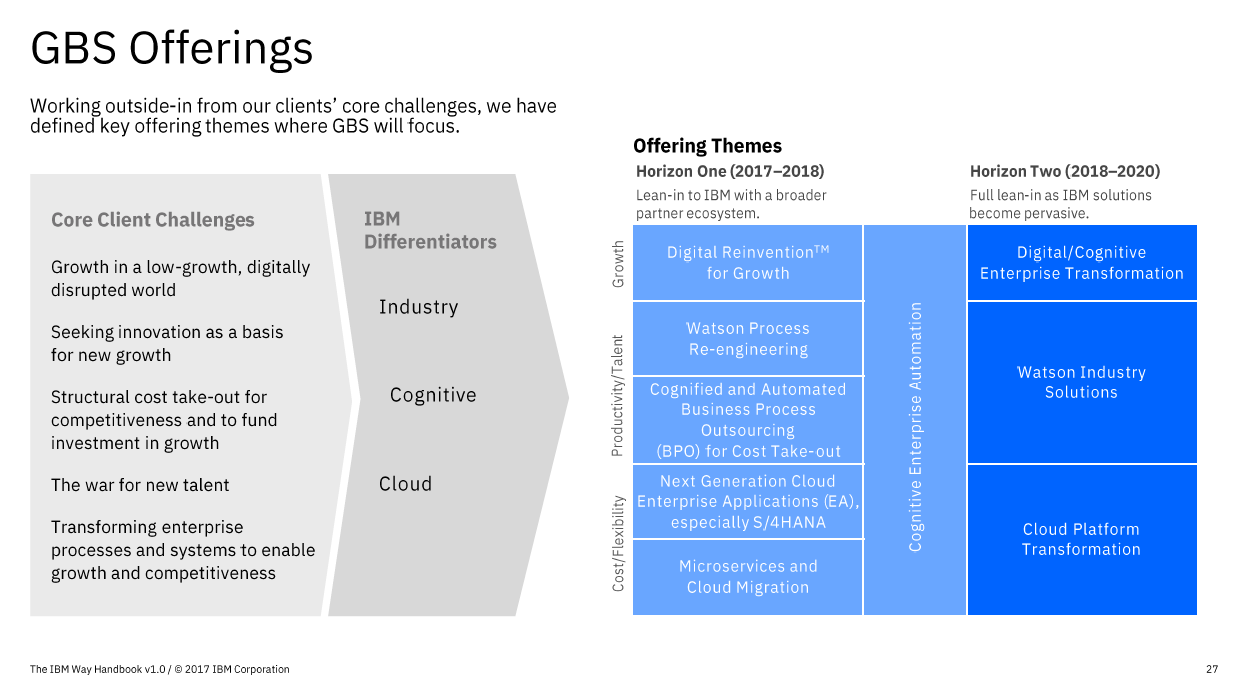 GBS Offerings
Working outside-in from our clients’ core challenges, we have
defined key offering themes where GBS will focus.
Core Client Challenges
Growth in a low-growth, digitally
disrupted world
Seeking innovation as a basis
for new growth
Structural cost take-out for
competitiveness and to fund
investment in growth
The war for new talent
Transforming enterprise
processes and systems to enable
growth and competitiveness
IBM
Differentiators
Industry
Cognitive
Cloud
Offering Themes
Horizon One (2017–2018)
Lean-in to IBM with a broader
partner ecosystem.
Horizon Two (2018–2020)
Full lean-in as IBM solutions
become pervasive.
Growth
Digital Reinvention™
for Growth
Productivity/Talent
Watson Process
Re-engineering
Cognified and Automated
Business Process
Outsourcing
(BPO) for Cost Take-out
Cost/Flexibility
Next Generation Cloud
Enterprise Applications (EA),
especially S/4HANA
Microservices and
Cloud Migration
Cognitive Enterprise Automation
Digital/Cognitive
Enterprise Transformation
Watson Industry
Solutions
Cloud Platform
Transformation
The IBM Way Handbook v1.0 / © 2017 IBM Corporation
27